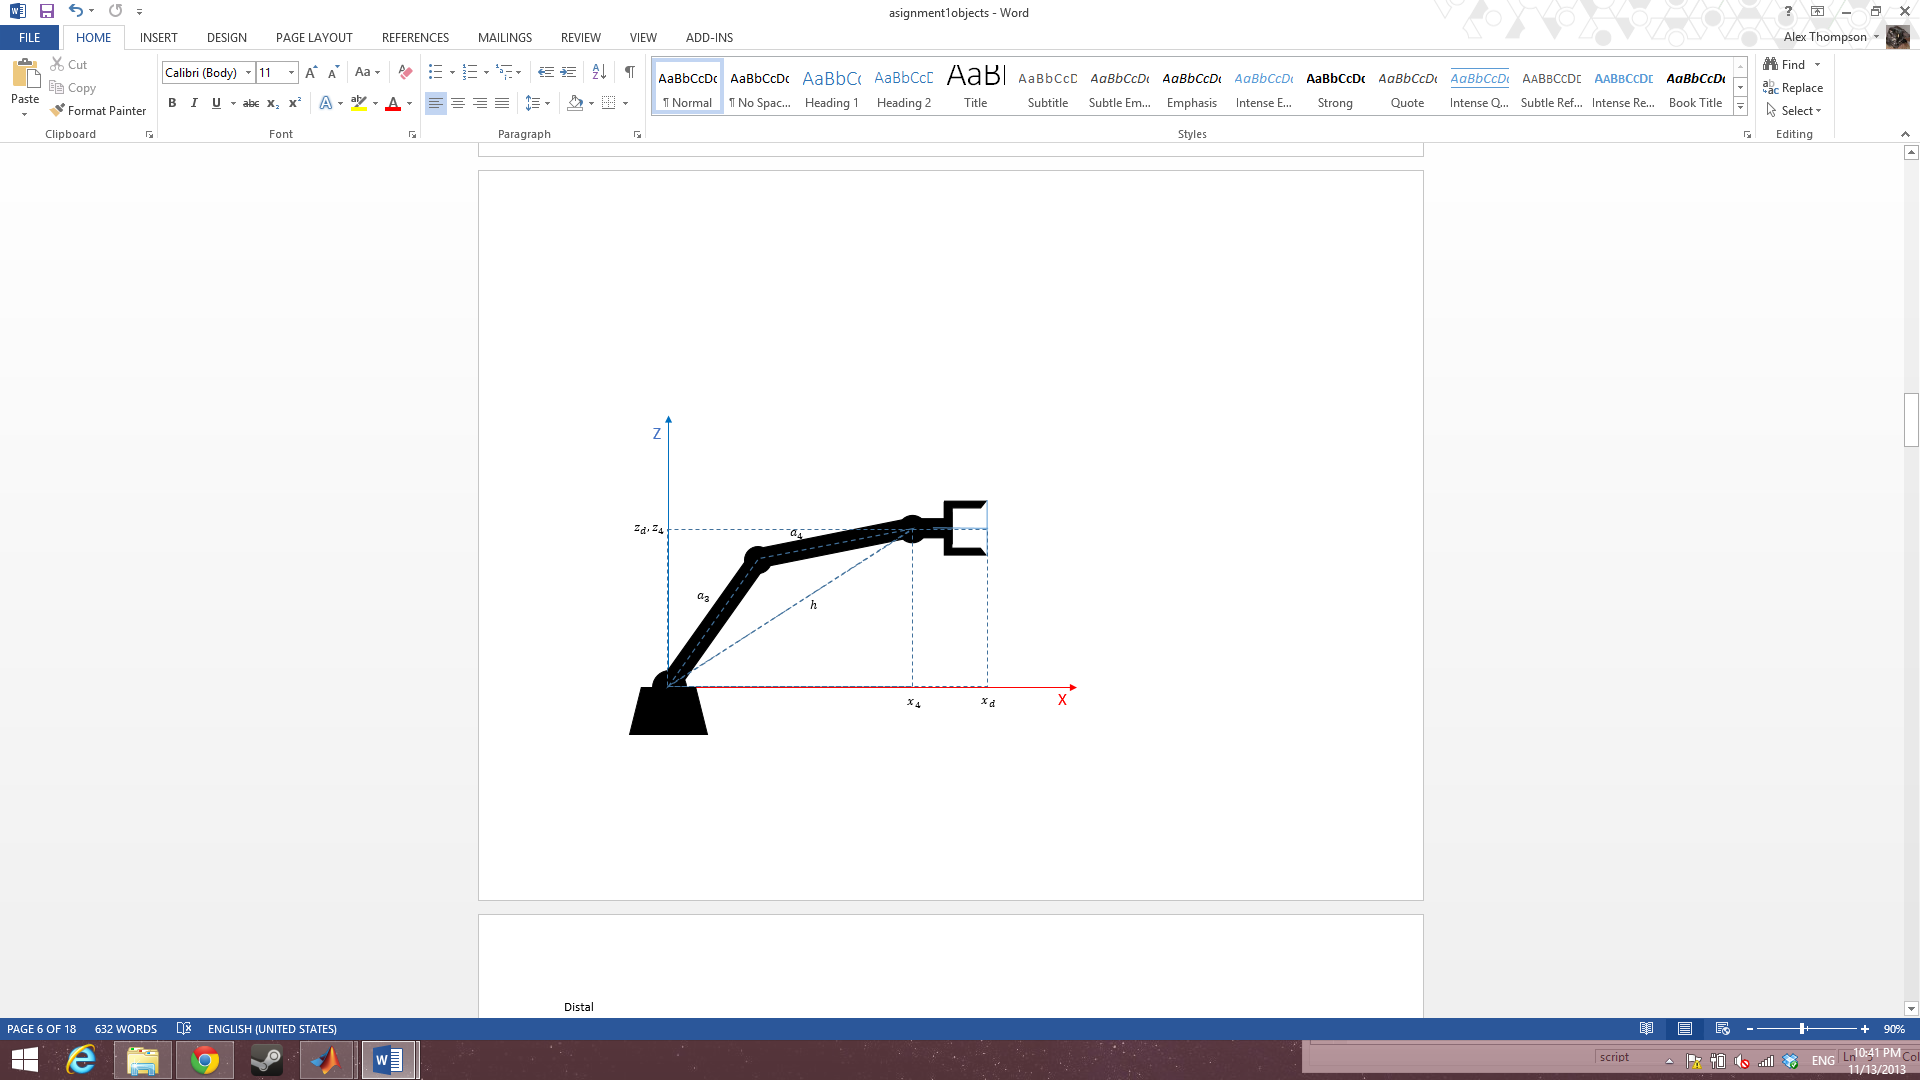 asignment1objects - Word
FILE HOME INSERT DESIGN PAGE LAYOUT REFERENCES MAILINGS REVIEW VIEW ADD-INS
Alex Thompson
Paste
Cut
Copy
Format Painter
Clipboard
Calibri (Body) 11
Font
Paragraph
AaBbCcDc AaBbCcDc AaBbCc AaBbCcD AaBl AaBbCcD AaBbCcDc AaBbCcDc AaBbCcDc AaBbCcDc AaBbCcDc AaBbCcDc AABBCCDE AABBCCDE AaBbCcDc
¶ Normal ¶ No Spac... Heading 1 Heading 2 Title Subtitle Subtle Em... Emphasis Intense E... Strong Quote Intense Q... Subtle Ref... Intense Re... Book Title
Styles
Find
Replace
Select
Editing
Z
z_d, z_4
a_4
a_3
h
x_4
x_d
X
Distal
PAGE 6 OF 18 632 WORDS ENGLISH (UNITED STATES)
90%
script
ENG
10:41 PM
11/13/2013